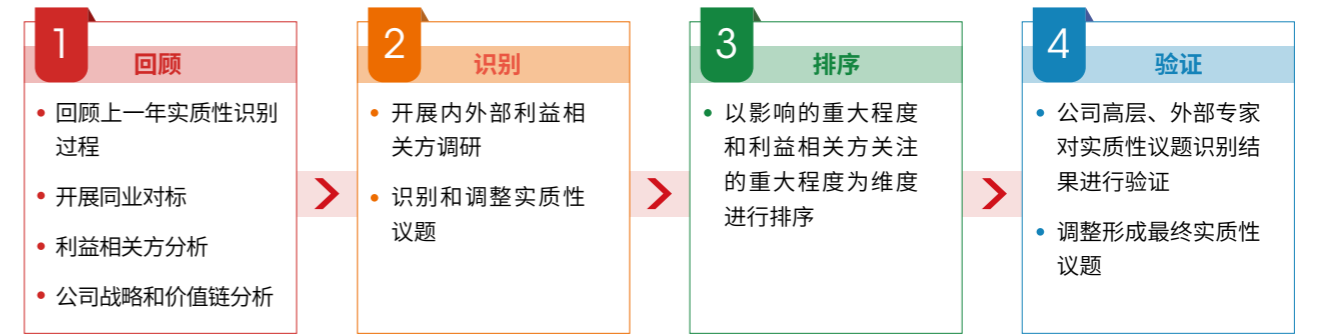 1
回顾
• 回顾上一年实质性识别
过程
• 开展同业对标
• 利益相关方分析
• 公司战略和价值链分析
2
识别
• 开展内外部利益相
关方调研
• 识别和调整实质性
议题
3
排序
• 以影响的重大程度
和利益相关方关注
的重大程度为维度
进行排序
4
验证
• 公司高层、外部专家
对实质性议题识别结
果进行验证
• 调整形成最终实质性
议题